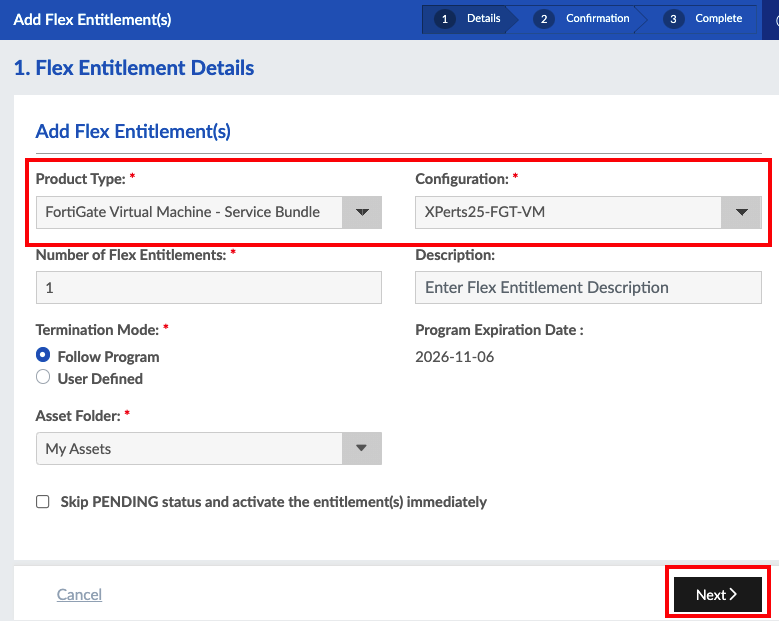 Add Flex Entitlement(s)
1 Details 2 Confirmation 3 Complete
1. Flex Entitlement Details
Add Flex Entitlement(s)
Product Type: * Configuration: *
FortiGate Virtual Machine - Service Bundle XPerts25-FGT-VM
Number of Flex Entitlements: * Description:
1 Enter Flex Entitlement Description
Termination Mode: * Program Expiration Date :
Follow Program 2026-11-06
User Defined
Asset Folder: *
My Assets
Skip PENDING status and activate the entitlement(s) immediately
Cancel Next